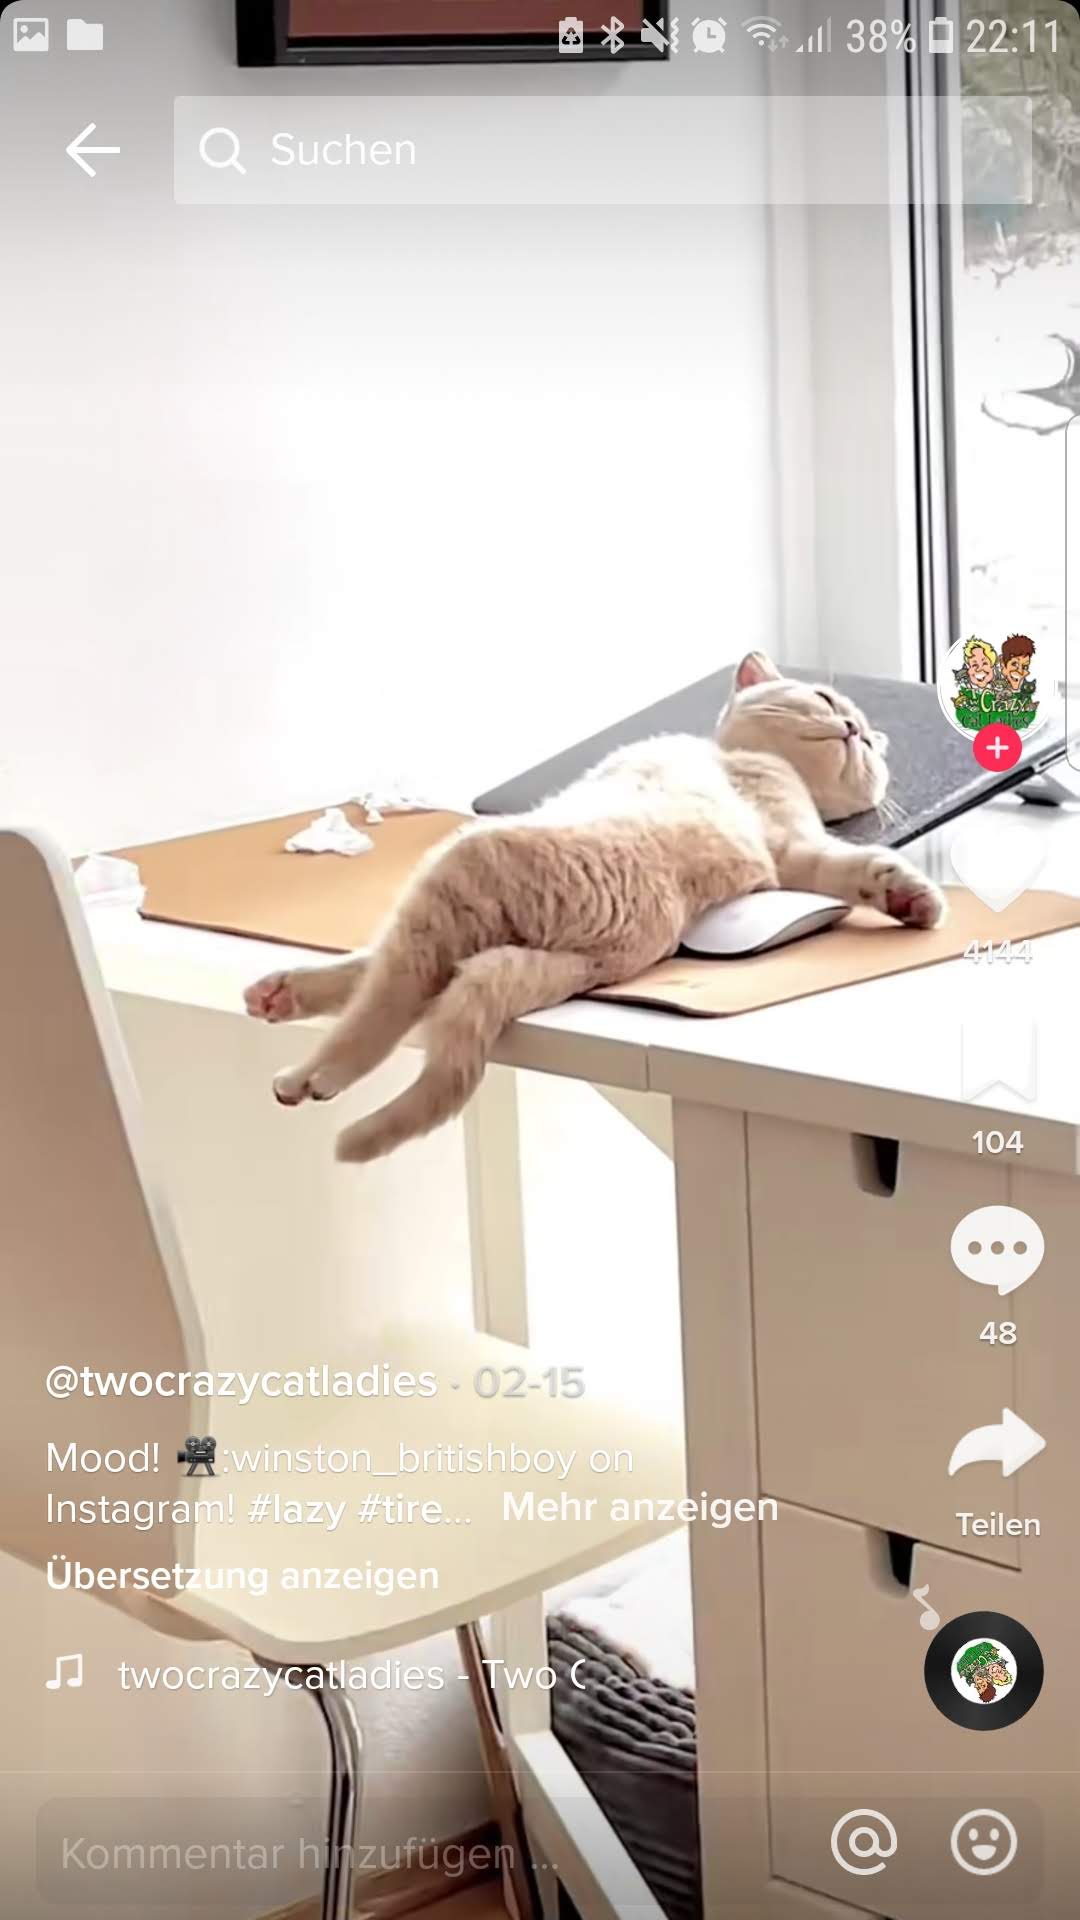 38% 22:11
Suchen
4144
104
48
@twocrazycatladies · 02-15
Mood! 🎥:winston_britishboy on
Instagram! #lazy #tire... Mehr anzeigen
Teilen
Übersetzung anzeigen
twocrazycatladies - Two
Kommentar hinzufügen ...